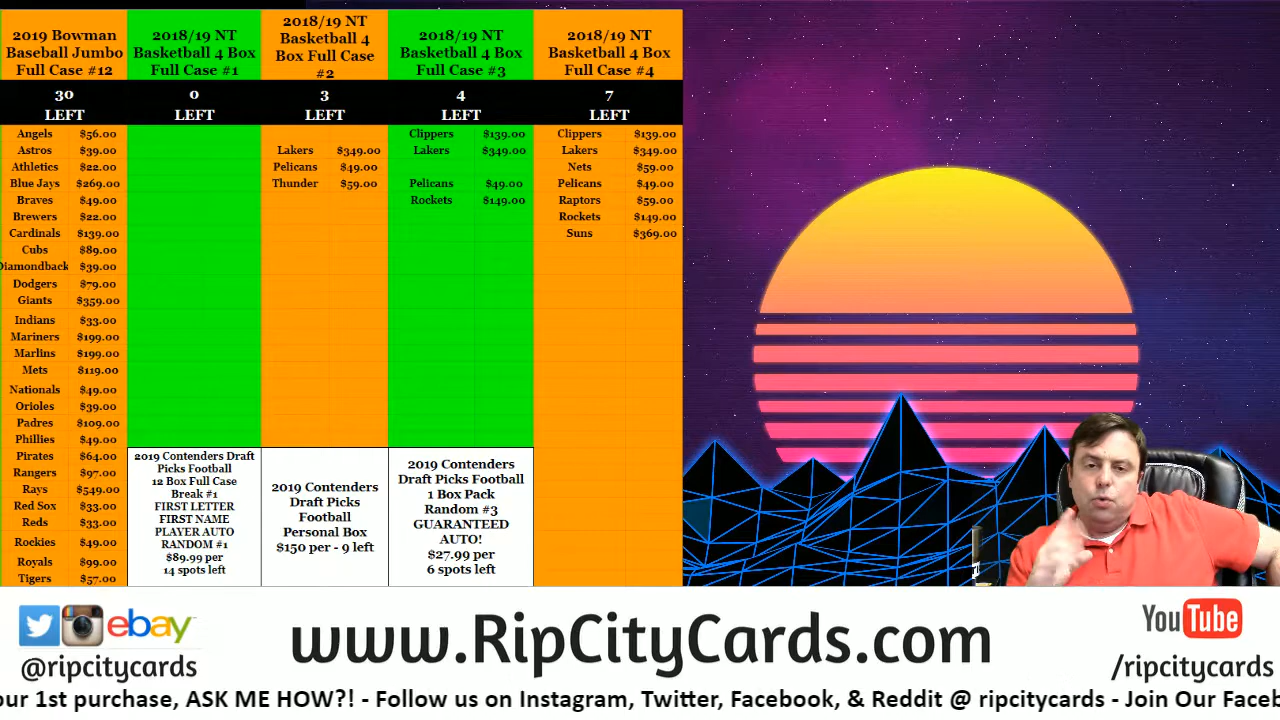 2019 Bowman
Baseball Jumbo
Full Case #12
2018/19 NT
Basketball 4 Box
Full Case #1
2018/19 NT
Basketball 4
Box Full Case
#2
2018/19 NT
Basketball 4 Box
Full Case #3
2018/19 NT
Basketball 4 Box
Full Case #4
30
LEFT
0
LEFT
3
LEFT
4
LEFT
7
LEFT
Angels $56.00
Astros $39.00
Athletics $22.00
Blue Jays $269.00
Braves $49.00
Brewers $22.00
Cardinals $139.00
Cubs $89.00
Diamondback $39.00
Dodgers $79.00
Giants $359.00
Indians $33.00
Mariners $199.00
Marlins $199.00
Mets $119.00
Nationals $49.00
Orioles $39.00
Padres $109.00
Phillies $49.00
Pirates $64.00
Rangers $97.00
Rays $549.00
Red Sox $33.00
Reds $33.00
Rockies $49.00
Royals $99.00
Tigers $57.00
Lakers $349.00
Pelicans $49.00
Thunder $59.00
Clippers $139.00
Lakers $349.00
Pelicans $49.00
Rockets $149.00
Clippers $139.00
Lakers $349.00
Nets $59.00
Pelicans $49.00
Raptors $59.00
Rockets $149.00
Suns $369.00
2019 Contenders Draft
Picks Football
12 Box Full Case
Break #1
FIRST LETTER
FIRST NAME
PLAYER AUTO
RANDOM #1
$89.99 per
14 spots left
2019 Contenders
Draft Picks
Football
Personal Box
$150 per - 9 left
2019 Contenders
Draft Picks Football
1 Box Pack
Random #3
GUARANTEED
AUTO!
$27.99 per
6 spots left
ebay
@ripcitycards
www.RipCityCards.com
YouTube
/ripcitycards
our 1st purchase, ASK ME HOW?! - Follow us on Instagram, Twitter, Facebook, & Reddit @ ripcitycards - Join Our Faceb